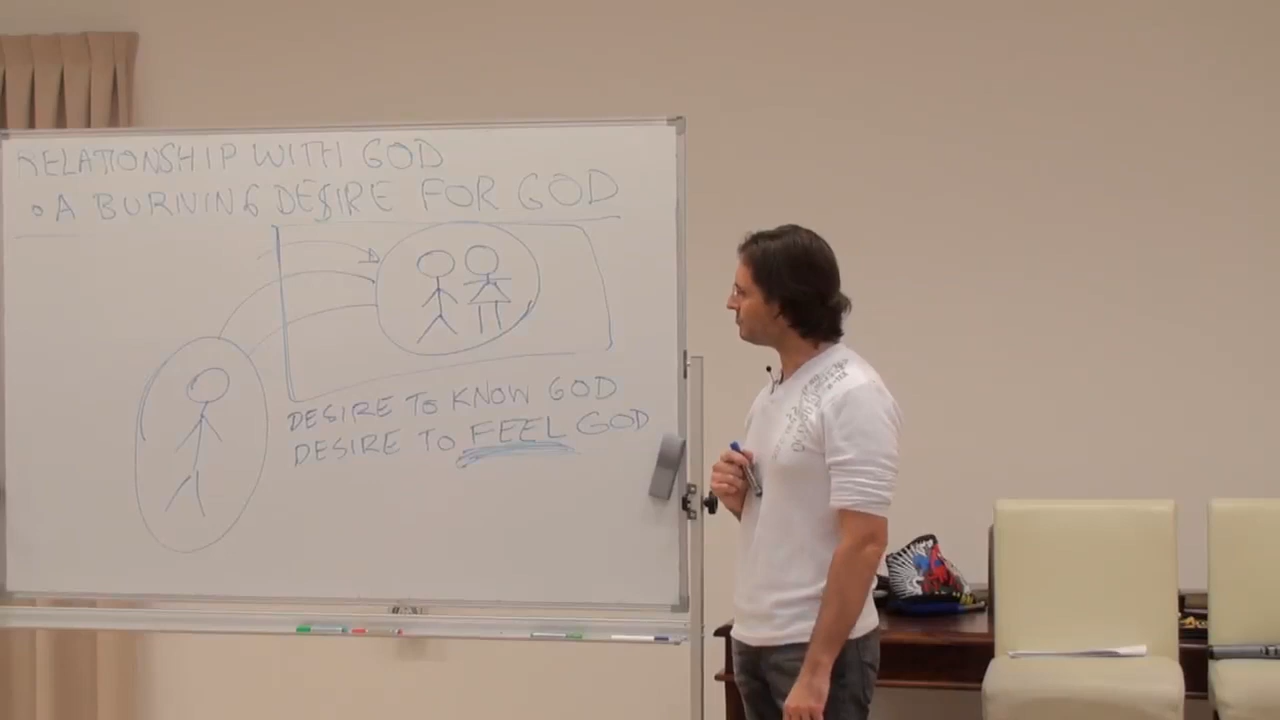 RELATIONSHIP WITH GOD
• A BURNING DESIRE FOR GOD
DESIRE TO KNOW GOD
DESIRE TO FEEL GOD